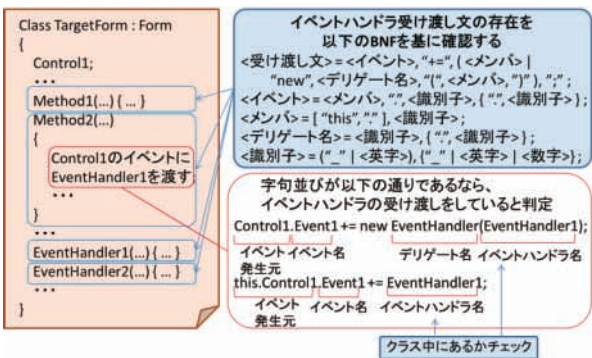 Class TargetForm : Form
{
Control1;
…
Method1(…) { … }
Method2(…)
{
Control1のイベントに
EventHandler1を渡す
…
}
…
EventHandler1(…) { … }
EventHandler2(…) { … }
…
}
イベントハンドラ受け渡し文の存在を
以下のBNFを基に確認する
<受け渡し文>=<イベント>, “+=”, ( <メンバ> |
“new”, <デリゲート名>, “(“, <メンバ>, “)” ), “;” ;
<イベント>=<メンバ>, “.”, <識別子>, { “.”, <識別子> } ;
<メンバ>= [ “this”, “.” ], <識別子> ;
<デリゲート名>= <識別子>, { “.”, <識別子> } ;
<識別子>= (“_” | <英字>), {“_” | <英字> | <数字>};
字句並びが以下の通りであるなら、
イベントハンドラの受け渡しをしていると判定
Control1.Event1 += new EventHandler(EventHandler1);
イベント イベント名 デリゲート名 イベントハンドラ名
発生元
this.Control1.Event1 += EventHandler1;
イベント イベント名 イベントハンドラ名
発生元
クラス中にあるかチェック